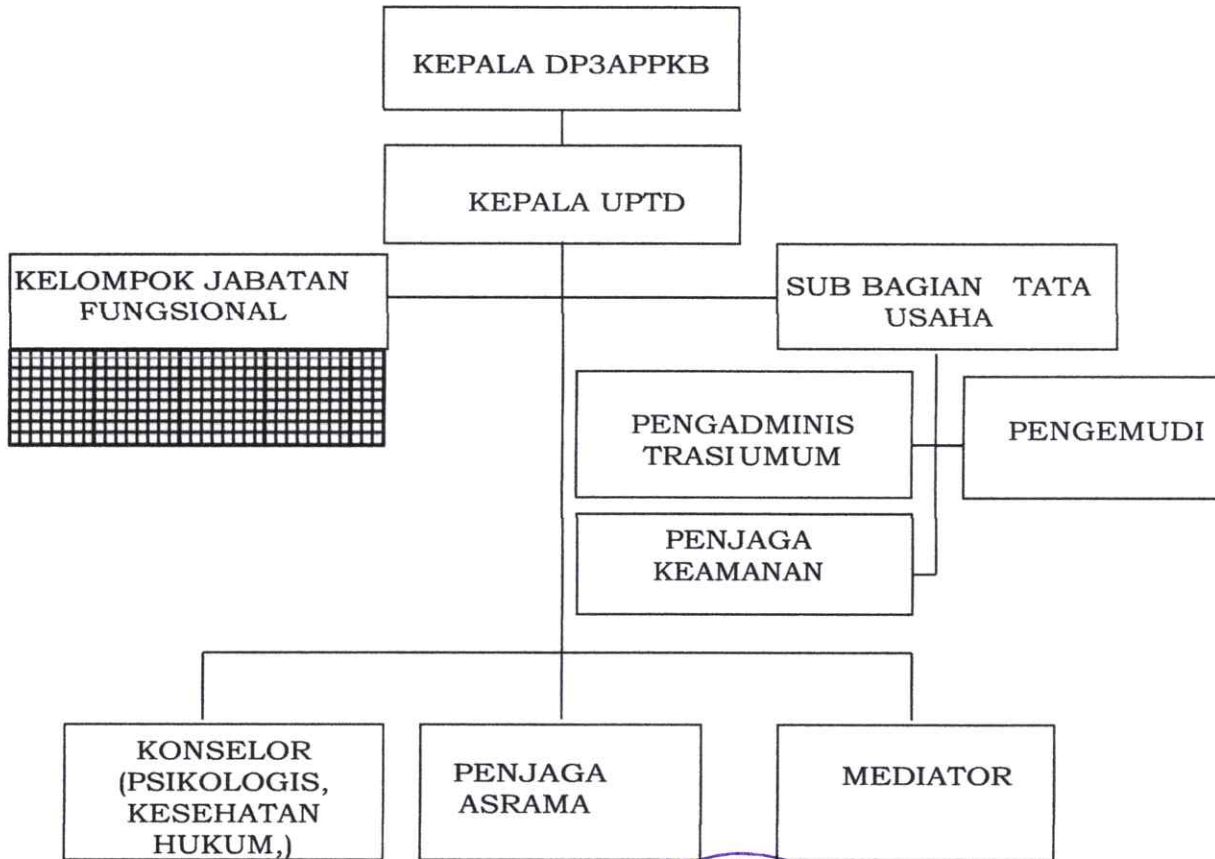 KEPALA DP3APPKB
KEPALA UPTD
KELOMPOK JABATAN
FUNGSIONAL
SUB BAGIAN TATA
USAHA
PENGADMINIS
TRASI UMUM
PENGEMUDI
PENJAGA
KEAMANAN
KONSELOR
(PSIKOLOGIS,
KESEHATAN
HUKUM,)
PENJAGA
ASRAMA
MEDIATOR